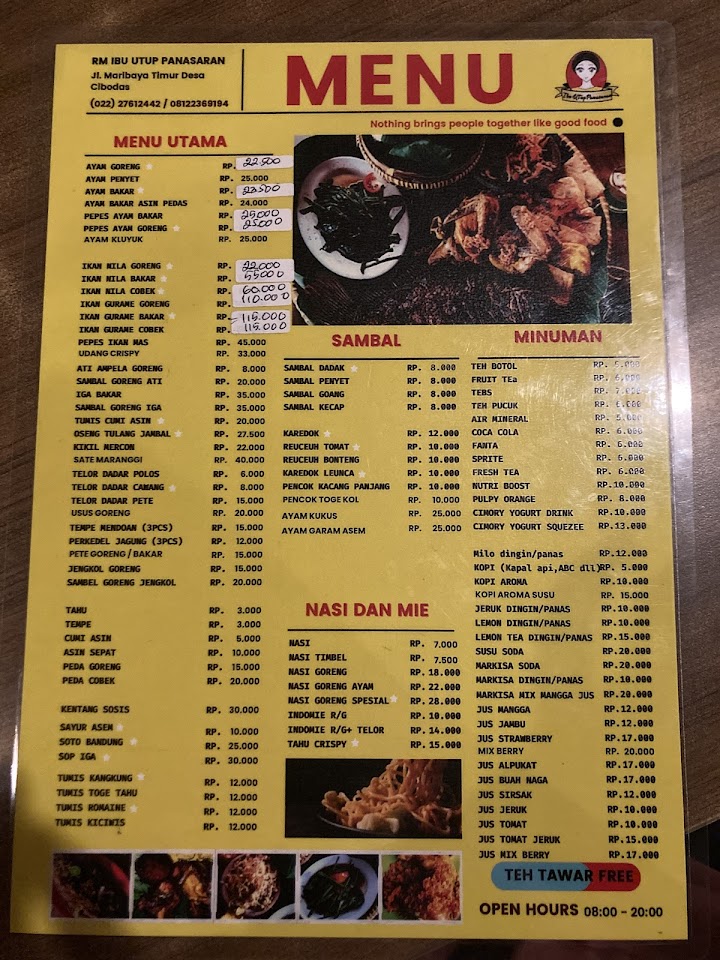 RM IBU UTUP PANASARAN
Jl. Maribaya Timur Desa
Cibodas
(022) 27612442 / 08122369194
MENU
The UTup Panasaran
Nothing brings people together like good food
MENU UTAMA
AYAM GORENG RP. 22.500
AYAM PENYET RP. 25.000
AYAM BAKAR RP. 23.500
AYAM BAKAR ASIN PEDAS RP. 24.000
PEPES AYAM BAKAR RP. 25.000
PEPES AYAM GORENG RP. 25.000
AYAM KLUYUK RP. 25.000
IKAN NILA GORENG RP. 22.000
IKAN NILA BAKAR RP. 55.000
IKAN NILA COBEK RP. 60.000
IKAN GURAME GORENG RP. 110.000
IKAN GURAME BAKAR RP. 115.000
IKAN GURAME COBEK RP. 115.000
PEPES IKAN MAS RP. 45.000
UDANG CRISPY RP. 33.000
ATI AMPELA GORENG RP. 8.000
SAMBAL GORENG ATI RP. 20.000
IGA BAKAR RP. 35.000
SAMBAL GORENG IGA RP. 35.000
TUMIS CUMI ASIN RP. 20.000
OSENG TULANG JAMBAL RP. 27.500
KIKIL MERCON RP. 22.000
SATE MARANGGI RP. 40.000
TELOR DADAR POLOS RP. 6.000
TELOR DADAR CAWANG RP. 8.000
TELOR DADAR PETE RP. 15.000
USUS GORENG RP. 20.000
TEMPE MENDOAN (3PCS) RP. 15.000
PERKEDEL JAGUNG (3PCS) RP. 12.000
PETE GORENG / BAKAR RP. 15.000
JENGKOL GORENG RP. 15.000
SAMBEL GORENG JENGKOL RP. 20.000
TAHU RP. 3.000
TEMPE RP. 3.000
CUMI ASIN RP. 5.000
ASIN SEPAT RP. 10.000
PEDA GORENG RP. 15.000
PEDA COBEK RP. 20.000
KENTANG SOSIS RP. 30.000
SAYUR ASEM RP. 10.000
SOTO BANDUNG RP. 25.000
SOP IGA RP. 30.000
TUMIS KANGKUNG RP. 12.000
TUMIS TOGE TAHU RP. 12.000
TUMIS ROMAINE RP. 12.000
TUMIS KICIWIS RP. 12.000
SAMBAL
SAMBAL DADAK RP. 8.000
SAMBAL PENYET RP. 8.000
SAMBAL GOANG RP. 8.000
SAMBAL KECAP RP. 8.000
KAREDOK RP. 12.000
REUCEUH TOMAT RP. 10.000
REUCEUH BONTENG RP. 10.000
KAREDOK LEUNCA RP. 10.000
PENCOK KACANG PANJANG RP. 10.000
PENCOK TOGE KOL RP. 10.000
AYAM KUKUS RP. 25.000
AYAM GARAM ASEM RP. 25.000
NASI DAN MIE
NASI RP. 7.000
NASI TIMBEL RP. 7.500
NASI GORENG RP. 18.000
NASI GORENG AYAM RP. 22.000
NASI GORENG SPESIAL RP. 28.000
INDOMIE R/G RP. 10.000
INDOMIE R/G+ TELOR RP. 14.000
TAHU CRISPY RP. 15.000
MINUMAN
TEH BOTOL RP. 5.000
FRUIT TEa RP. 6.000
TEBS RP. 7.000
TEH PUCUK RP. 6.000
AIR MINERAL RP. 5.000
COCA COLA RP. 6.000
FANTA RP. 6.000
SPRITE RP. 6.000
FRESH TEA RP. 6.000
NUTRI BOOST RP.10.000
PULPY ORANGE RP. 8.000
CIMORY YOGURT DRINK RP.10.000
CIMORY YOGURT SQUEZEE RP.13.000
Milo dingin/panas RP.12.000
KOPI (Kapal api,ABC dll) RP. 5.000
KOPI AROMA RP.10.000
KOPI AROMA SUSU RP. 15.000
JERUK DINGIN/PANAS RP.10.000
LEMON DINGIN/PANAS RP.10.000
LEMON TEA DINGIN/PANAS RP.15.000
SUSU SODA RP.20.000
MARKISA SODA RP.20.000
MARKISA DINGIN/PANAS RP.10.000
MARKISA MIX MANGGA JUS RP.20.000
JUS MANGGA RP.12.000
JUS JAMBU RP.12.000
JUS STRAWBERRY RP.17.000
MIX BERRY RP. 20.000
JUS ALPUKAT RP.17.000
JUS BUAH NAGA RP.17.000
JUS SIRSAK RP.12.000
JUS JERUK RP.10.000
JUS TOMAT RP.10.000
JUS TOMAT JERUK RP.15.000
JUS MIX BERRY RP.17.000
TEH TAWAR FREE
OPEN HOURS 08:00 - 20:00